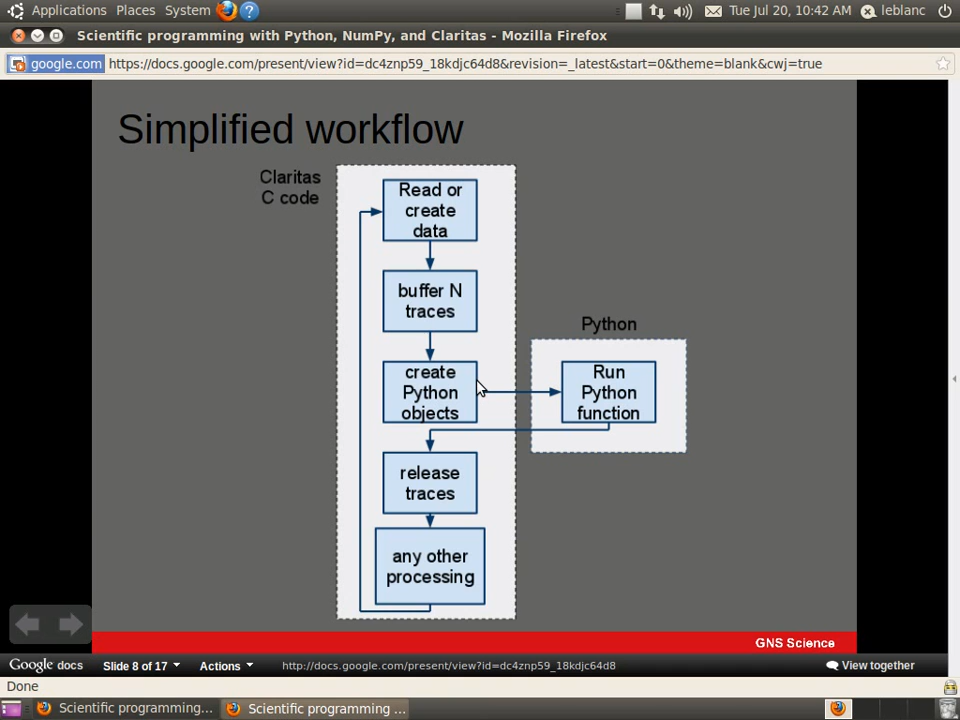 Applications Places System
Tue Jul 20, 10:42 AM
leblanc
Scientific programming with Python, NumPy, and Claritas - Mozilla Firefox
google.com
https://docs.google.com/present/view?id=dc4znp59_18kdjc64d8&revision=_latest&start=0&theme=blank&cwj=true
Simplified workflow
Claritas
C code
Read or
create
data
buffer N
traces
create
Python
objects
Python
Run
Python
function
release
traces
any other
processing
GNS Science
Google docs
Slide 8 of 17
Actions
http://docs.google.com/present/view?id=dc4znp59_18kdjc64d8
View together
Done
Scientific programming...
Scientific programming ...